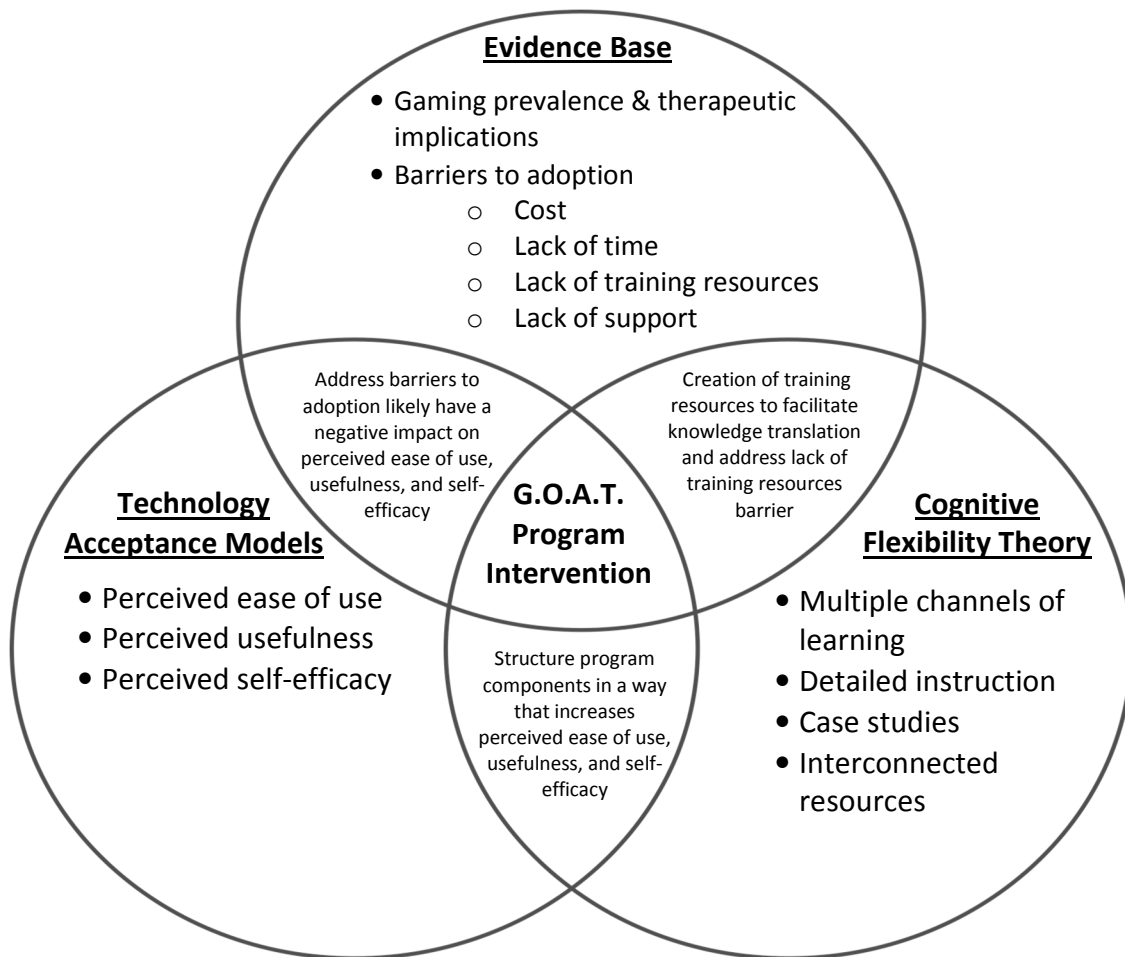 Evidence Base
• Gaming prevalence & therapeutic
implications
• Barriers to adoption
o Cost
o Lack of time
o Lack of training resources
o Lack of support
Address barriers to
adoption likely have a
negative impact on
perceived ease of use,
usefulness, and self-
efficacy
Creation of training
resources to facilitate
knowledge translation
and address lack of
training resources
barrier
G.O.A.T.
Program
Intervention
Technology
Acceptance Models
• Perceived ease of use
• Perceived usefulness
• Perceived self-efficacy
Cognitive
Flexibility Theory
• Multiple channels of
learning
• Detailed instruction
• Case studies
• Interconnected
resources
Structure program
components in a way
that increases
perceived ease of use,
usefulness, and self-
efficacy